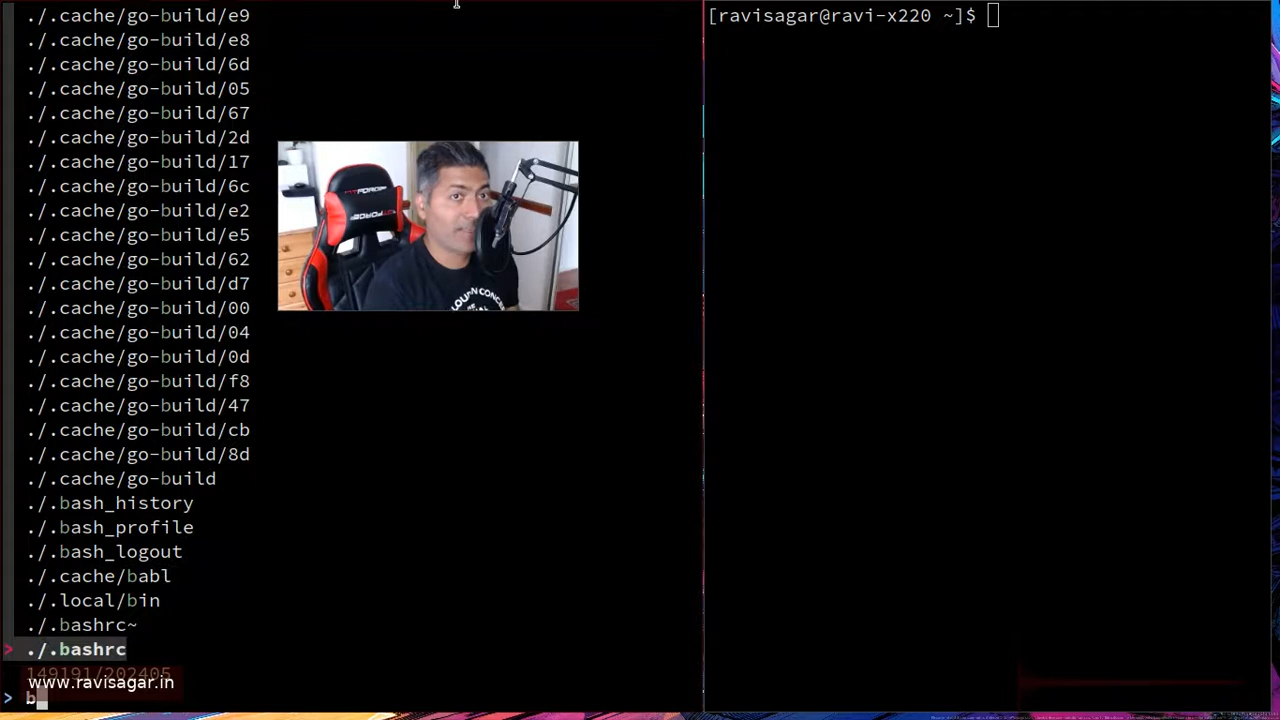 ./.cache/go-build/e9
./.cache/go-build/e8
./.cache/go-build/6d
./.cache/go-build/05
./.cache/go-build/67
./.cache/go-build/2d
./.cache/go-build/17
./.cache/go-build/6c
./.cache/go-build/e2
./.cache/go-build/e5
./.cache/go-build/62
./.cache/go-build/d7
./.cache/go-build/00
./.cache/go-build/04
./.cache/go-build/0d
./.cache/go-build/f8
./.cache/go-build/47
./.cache/go-build/cb
./.cache/go-build/8d
./.cache/go-build
./.bash_history
./.bash_profile
./.bash_logout
./.cache/babl
./.local/bin
./.bashrc~
> ./.bashrc
149191/202405
www.ravisagar.in
> b
[ravisagar@ravi-x220 ~]$